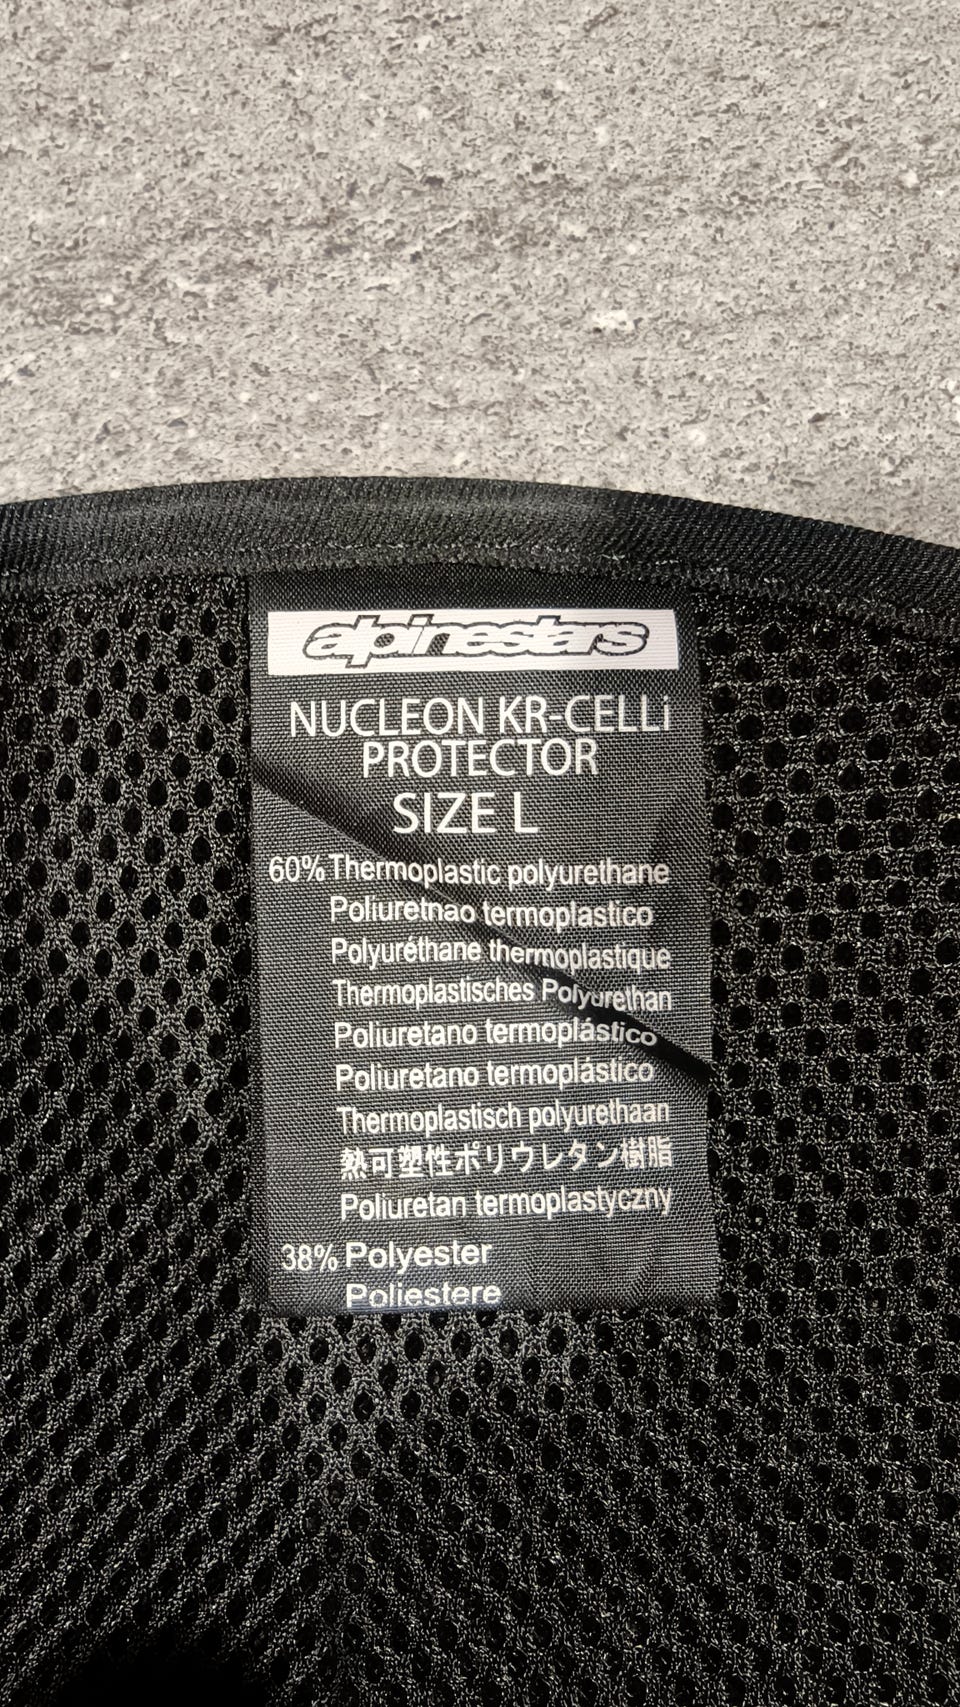 alpinestars
NUCLEON KR-CELLi
PROTECTOR
SIZE L
60% Thermoplastic polyurethane
Poliuretnao termoplastico
Polyuréthane thermoplastique
Thermoplastisches Polyurethan
Poliuretano termoplástico
Poliuretano termoplástico
Thermoplastisch polyurethaan
熱可塑性ポリウレタン樹脂
Poliuretan termoplastyczny
38% Polyester
Poliestere